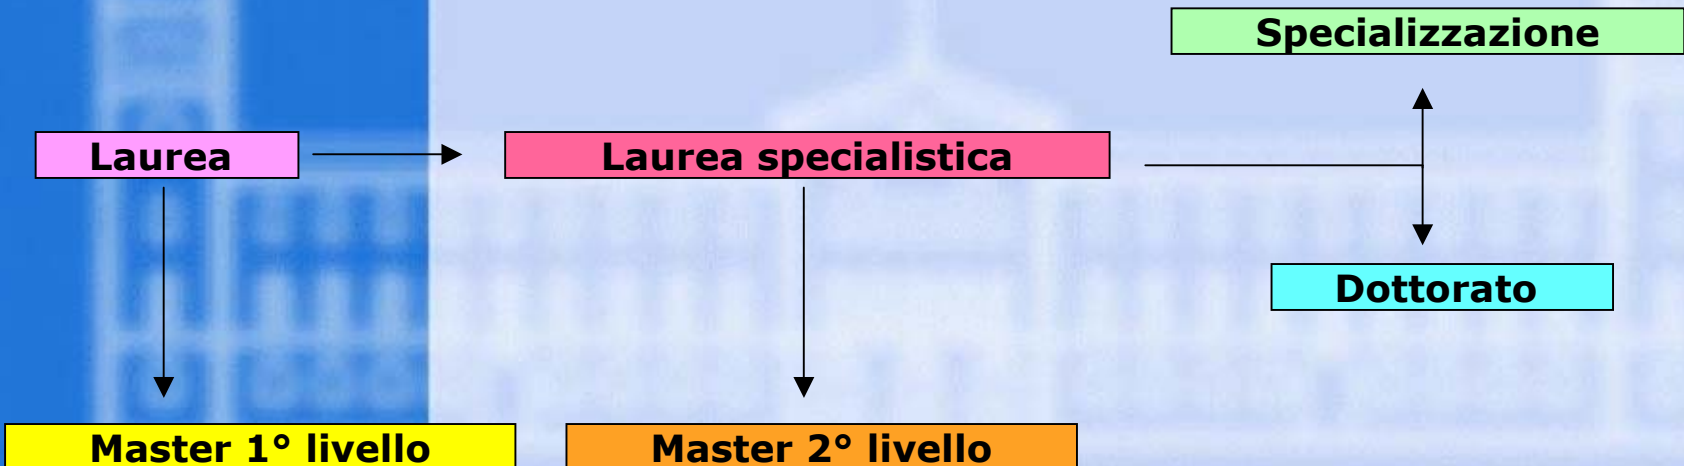 Specializzazione
Laurea
Laurea specialistica
Dottorato
Master 1° livello
Master 2° livello